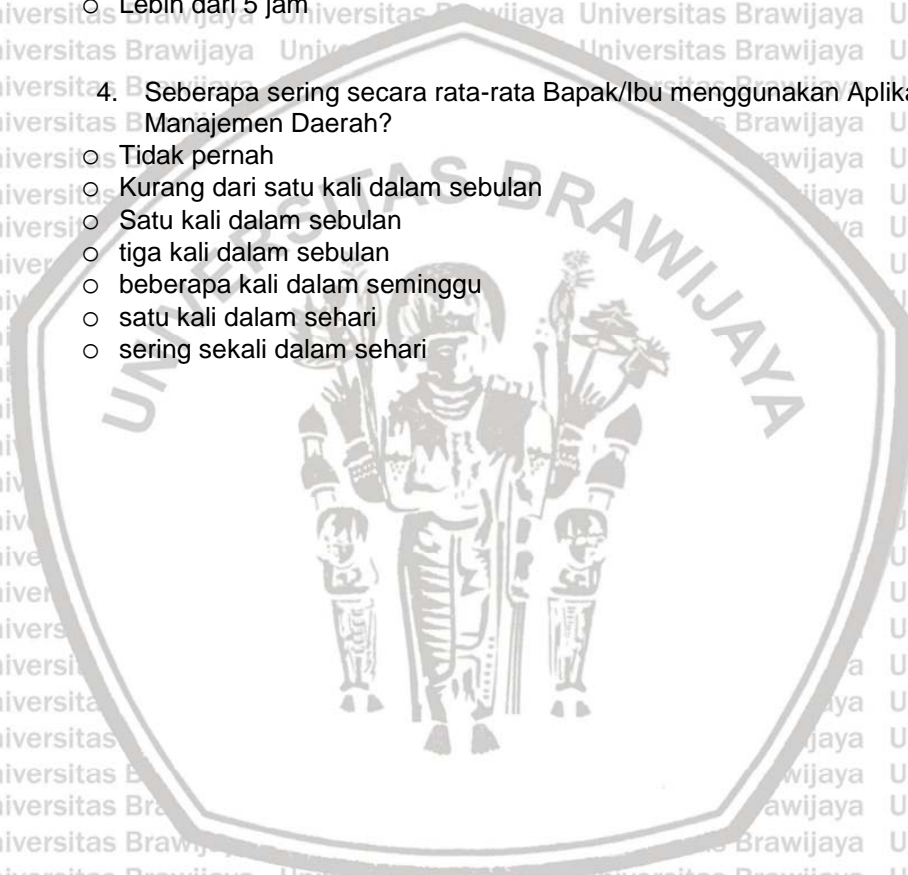 ○ Lebih dari 5 jam
4. Seberapa sering secara rata-rata Bapak/Ibu menggunakan
Manajemen Daerah?
○ Tidak pernah
○ Kurang dari satu kali dalam sebulan
○ Satu kali dalam sebulan
○ tiga kali dalam sebulan
○ beberapa kali dalam seminggu
○ satu kali dalam sehari
○ sering sekali dalam sehari
UNIVERSITAS BRAWIJAYA